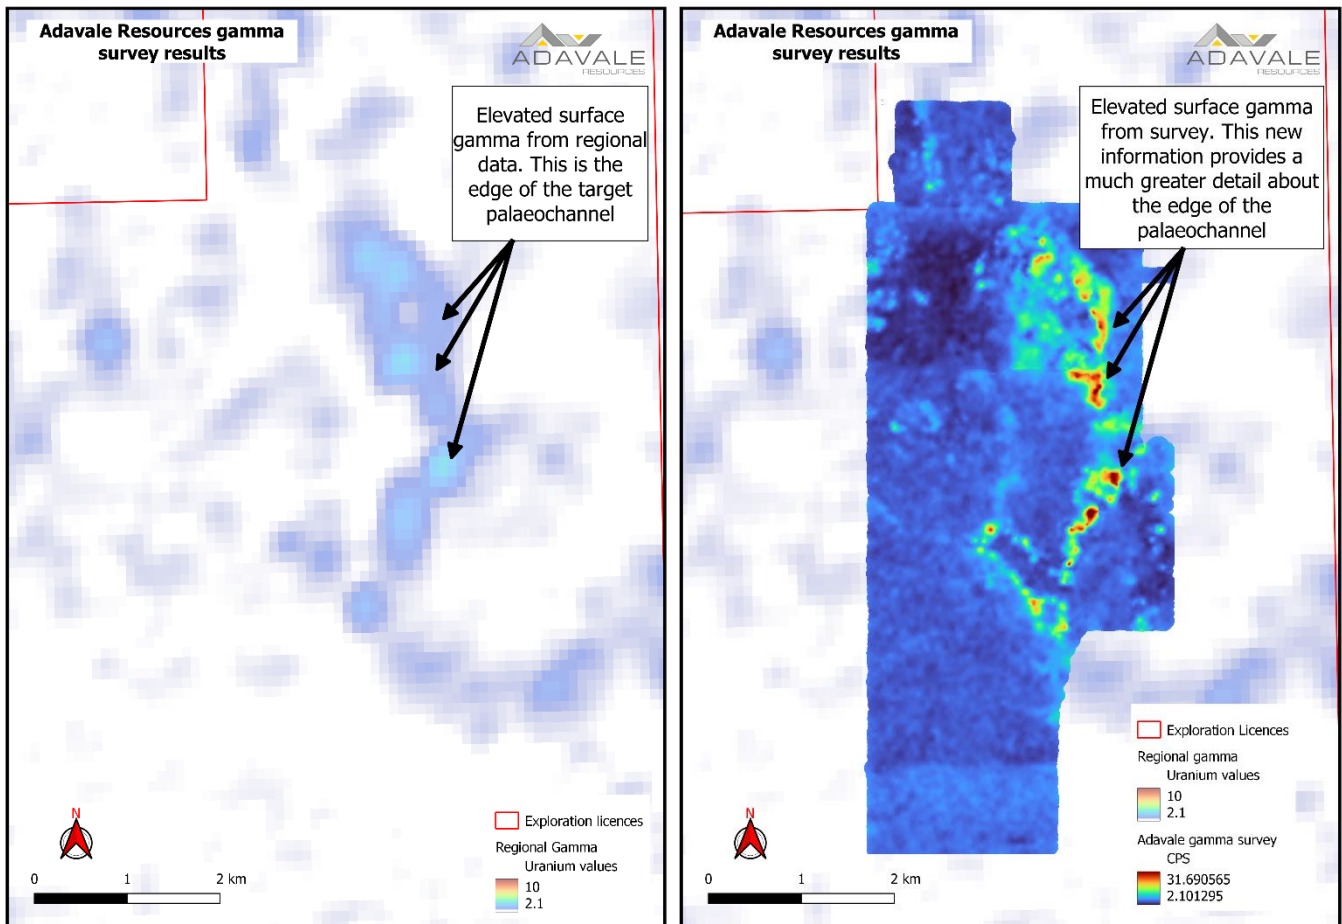 Adavale Resources gamma
survey results
ADAVALE
RESOURCES
Elevated surface
gamma from regional
data. This is the
edge of the target
palaeochannel
N
0 1 2 km
Exploration licences
Regional Gamma
Uranium values
10
2.1
Adavale Resources gamma
survey results
ADAVALE
RESOURCES
Elevated surface gamma
from survey. This new
information provides a
much greater detail about
the edge of the
palaeochannel
N
0 1 2 km
Exploration Licences
Regional gamma
Uranium values
10
2.1
Adavale gamma survey
CPS
31.690565
2.101295